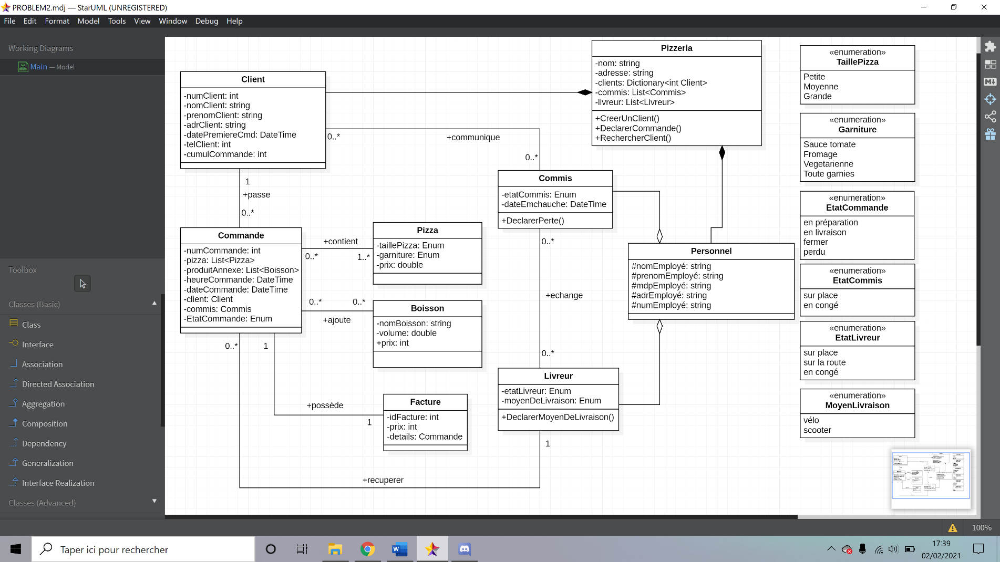 PROBLEM2.mdj — StarUML (UNREGISTERED)
File Edit Format Model Tools View Window Debug Help
Working Diagrams
Main — Model
Toolbox
Classes (Basic)
Class
Interface
Association
Directed Association
Aggregation
Composition
Dependency
Generalization
Interface Realization
Classes (Advanced)
Client
-numClient: int
-nomClient: string
-prenomClient: string
-adrClient: string
-datePremiereCmd: DateTime
-telClient: int
-cumulCommande: int
Pizzeria
-nom: string
-adresse: string
-clients: Dictionary<int Client>
-commis: List<Commis>
-livreur: List<Livreur>
+CreerUnClient()
+DeclarerCommande()
+RechercherClient()
0..*
+communique
0..*
1
+passe
0..*
Commis
-etatCommis: Enum
-dateEmchauche: DateTime
+DeclarerPerte()
Commande
-numCommande: int
-pizza: List<Pizza>
-produitAnnexe: List<Boisson>
-heureCommande: DateTime
-dateCommande: DateTime
-client: Client
-commis: Commis
-EtatCommande: Enum
+contient
0..*
1..*
Pizza
-taillePizza: Enum
-garniture: Enum
-prix: double
0..*
0..*
+ajoute
Boisson
-nomBoisson: string
-volume: double
+prix: int
0..*
+echange
0..*
Personnel
#nomEmployé: string
#prenomEmployé: string
#mdpEmployé: string
#adrEmployé: string
#numEmployé: string
0..*
1
+possède
1
Facture
-idFacture: int
-prix: int
-details: Commande
Livreur
-etatLivreur: Enum
-moyenDeLivraison: Enum
+DeclarerMoyenDeLivraison()
1
+recuperer
«enumeration»
TaillePizza
Petite
Moyenne
Grande
«enumeration»
Garniture
Sauce tomate
Fromage
Vegetarienne
Toute garnies
«enumeration»
EtatCommande
en préparation
en livraison
fermer
perdu
«enumeration»
EtatCommis
sur place
en congé
«enumeration»
EtatLivreur
sur place
sur la route
en congé
«enumeration»
MoyenLivraison
vélo
scooter
100%
Taper ici pour rechercher
17:39
02/02/2021